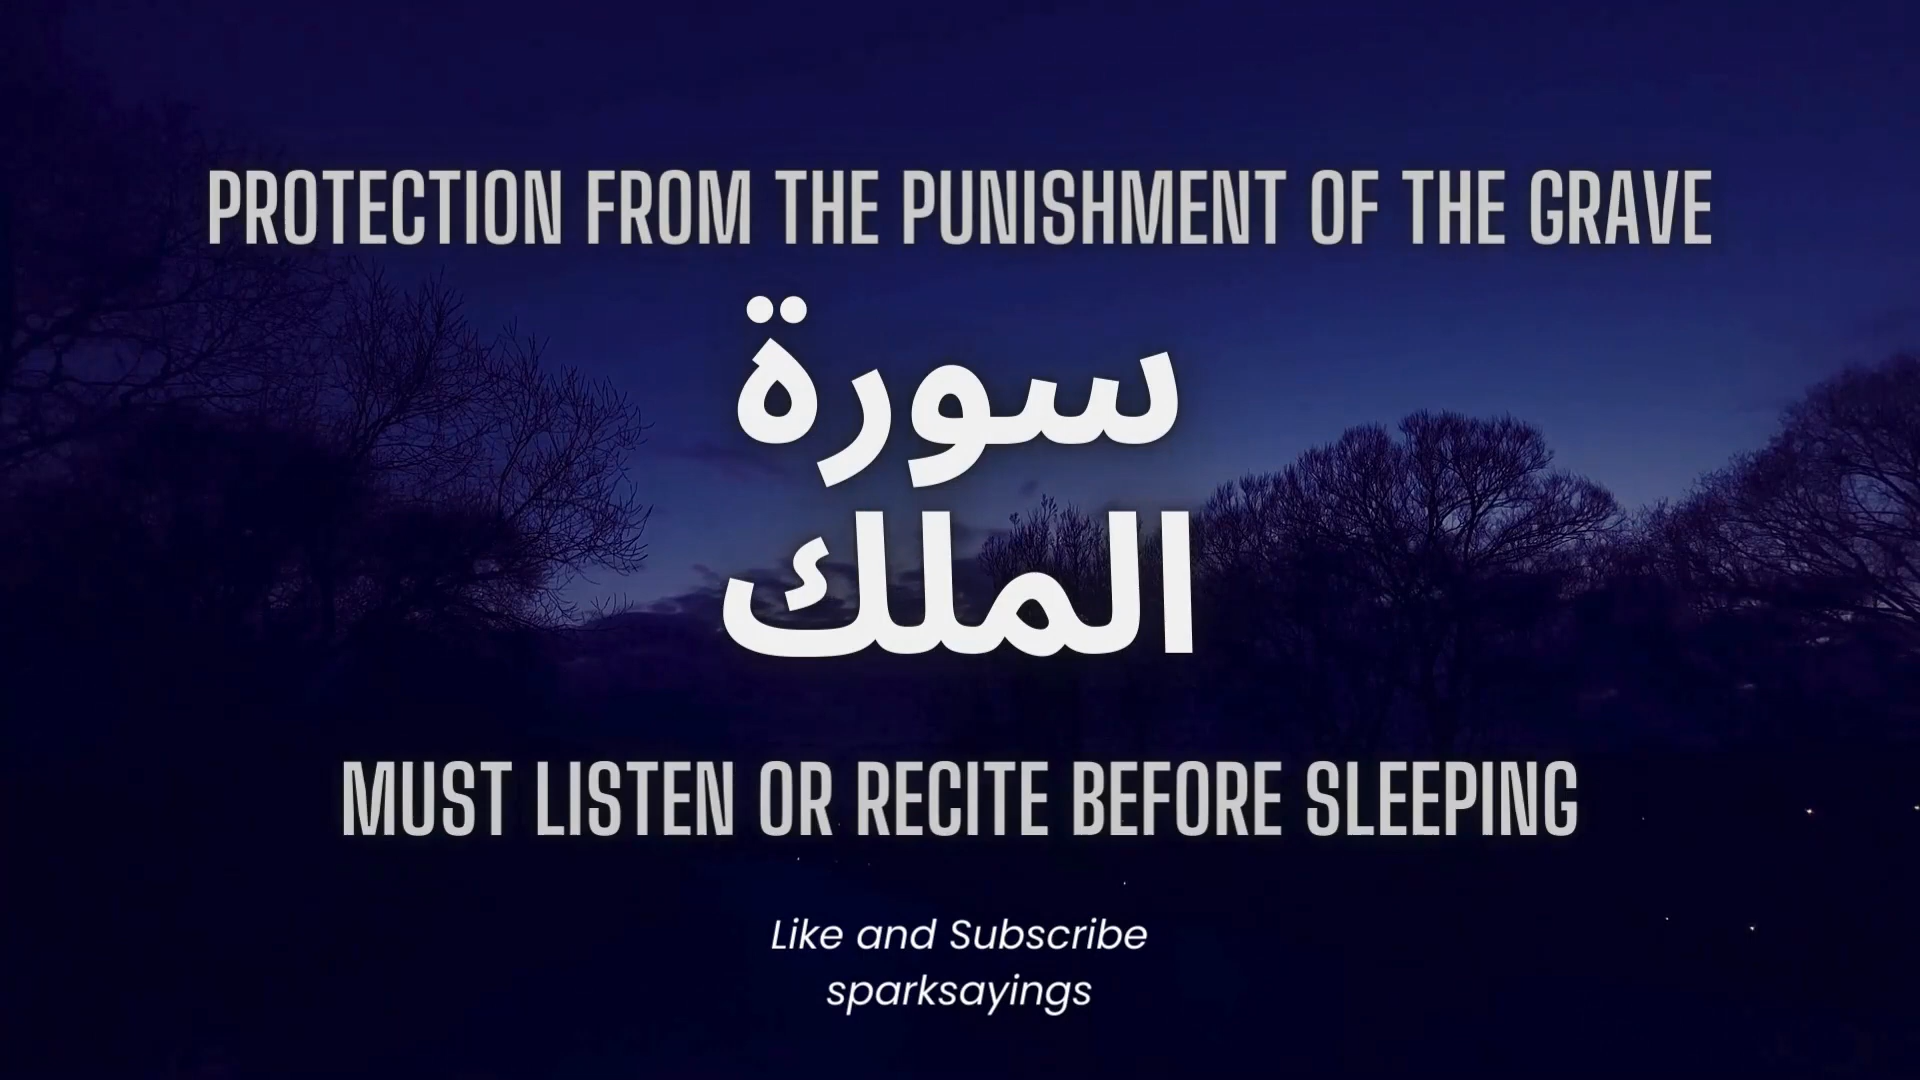 PROTECTION FROM THE PUNISHMENT OF THE GRAVE
سورة
الملك
MUST LISTEN OR RECITE BEFORE SLEEPING
Like and Subscribe
sparksayings